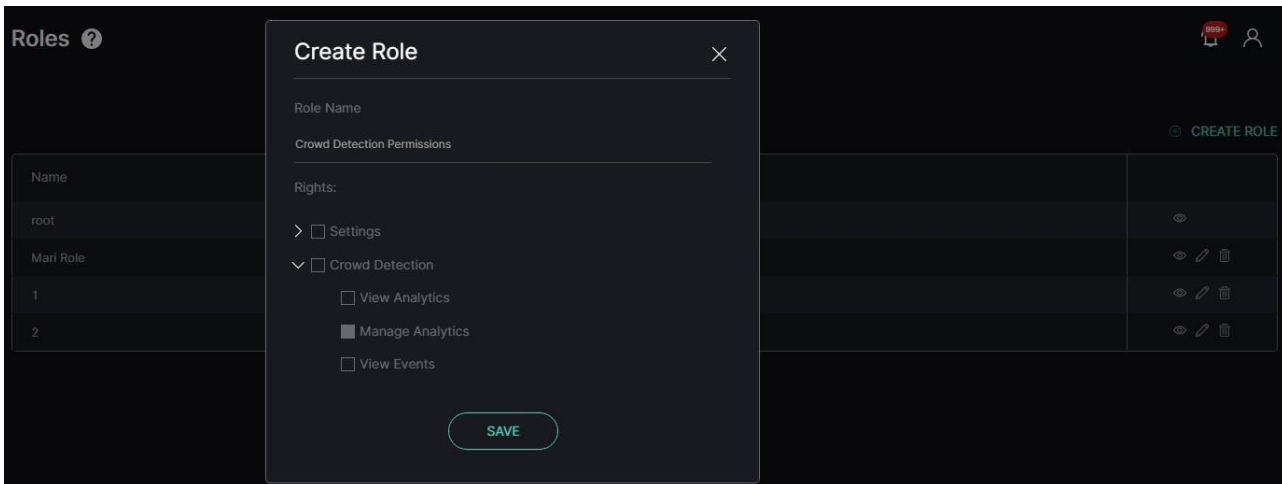 Roles ?
999+
CREATE ROLE
Name
root
Mari Role
1
2
Create Role
Role Name
Crowd Detection Permissions
Rights:
Settings
Crowd Detection
View Analytics
Manage Analytics
View Events
SAVE